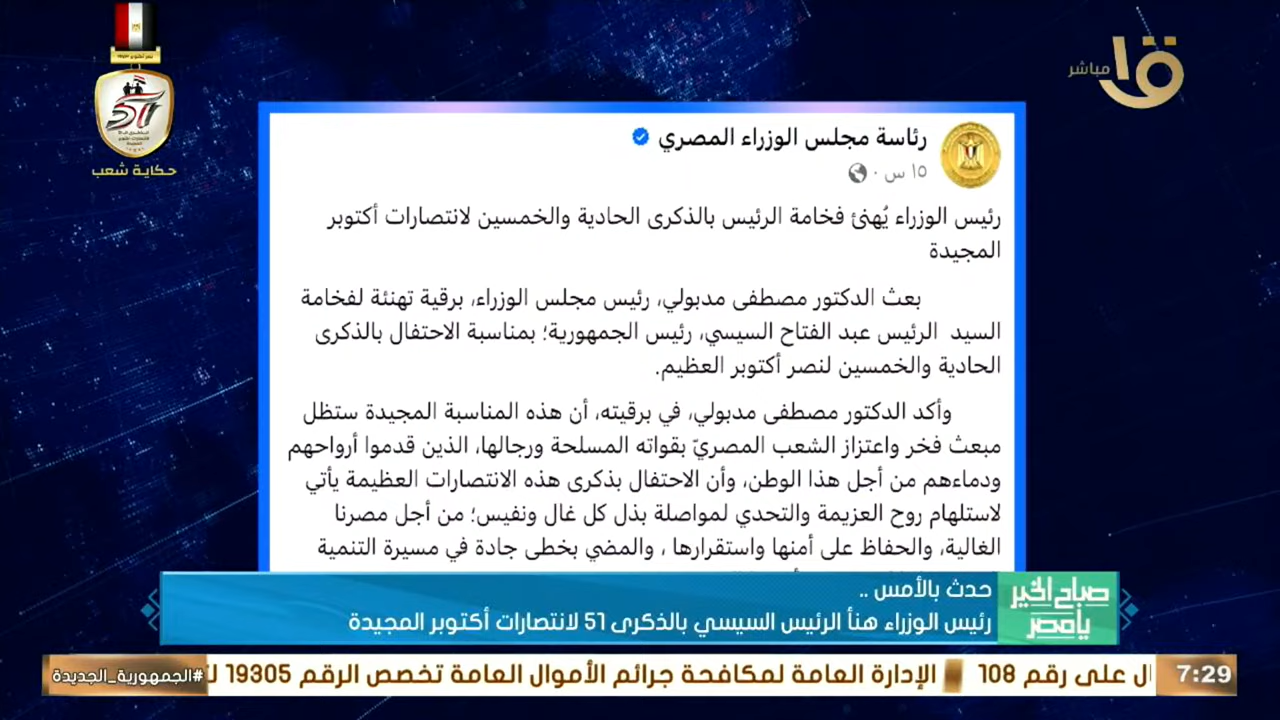 مباشر
51
حكاية شعب
رئاسة مجلس الوزراء المصري
١٥ س ·
رئيس الوزراء يُهنئ فخامة الرئيس بالذكرى الحادية والخمسين لانتصارات أكتوبر
المجيدة
بعث الدكتور مصطفى مدبولي، رئيس مجلس الوزراء، برقية تهنئة لفخامة
السيد الرئيس عبد الفتاح السيسي، رئيس الجمهورية؛ بمناسبة الاحتفال بالذكرى
الحادية والخمسين لنصر أكتوبر العظيم.
وأكد الدكتور مصطفى مدبولي، في برقيته، أن هذه المناسبة المجيدة ستظل
مبعث فخر واعتزاز الشعب المصريّ بقواته المسلحة ورجالها، الذين قدموا أرواحهم
ودماءهم من أجل هذا الوطن، وأن الاحتفال بذكرى هذه الانتصارات العظيمة يأتي
لاستلهام روح العزيمة والتحدي لمواصلة بذل كل غال ونفيس؛ من أجل مصرنا
الغالية، والحفاظ على أمنها واستقرارها ، والمضي بخطى جادة في مسيرة التنمية
حدث بالأمس ..
رئيس الوزراء هنأ الرئيس السيسي بالذكرى 51 لانتصارات أكتوبر المجيدة
صباح الخير
يا مصر
7:29
ال على رقم 108 الإدارة العامة لمكافحة جرائم الأموال العامة تخصص الرقم 19305
#الجمهورية_الجديدة